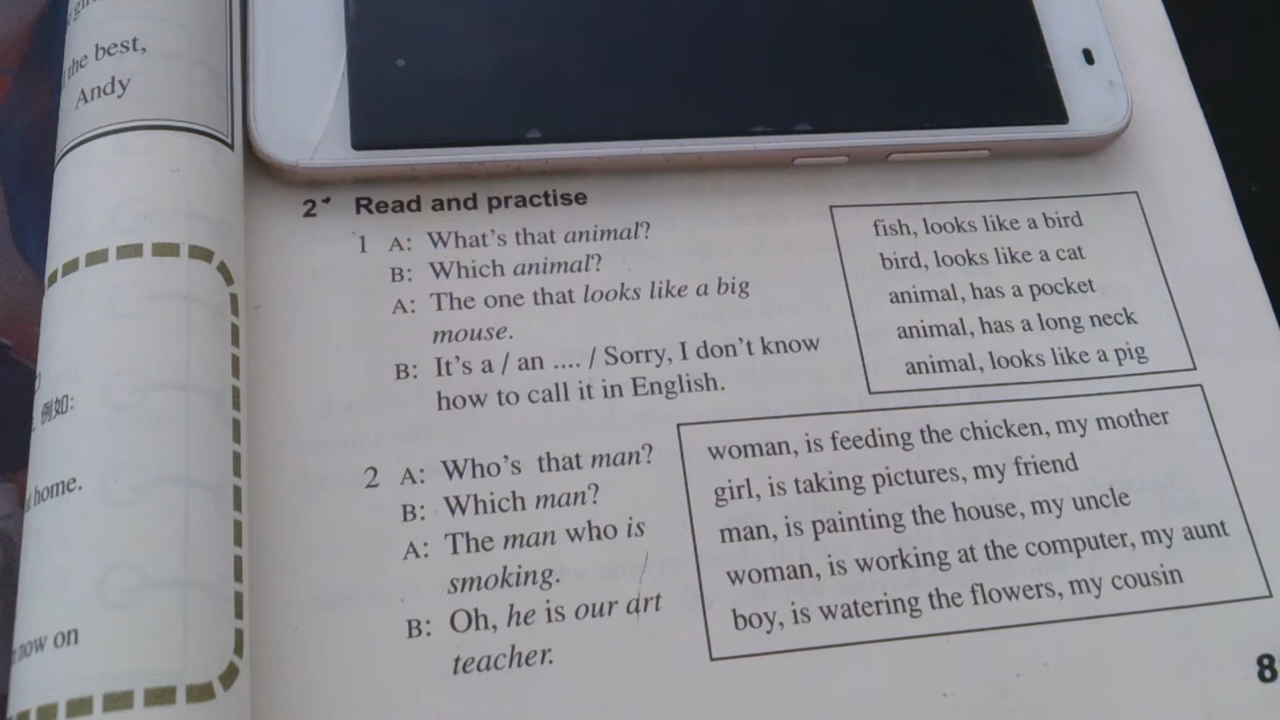 the best,
Andy
例如:
home.
now on
2 Read and practise
1 A: What's that animal?
B: Which animal?
A: The one that looks like a big
mouse.
B: It's a / an .... / Sorry, I don't know
how to call it in English.
fish, looks like a bird
bird, looks like a cat
animal, has a pocket
animal, has a long neck
animal, looks like a pig
2 A: Who's that man?
B: Which man?
A: The man who is
smoking.
B: Oh, he is our art
teacher.
woman, is feeding the chicken, my mother
girl, is taking pictures, my friend
man, is painting the house, my uncle
woman, is working at the computer, my aunt
boy, is watering the flowers, my cousin
8